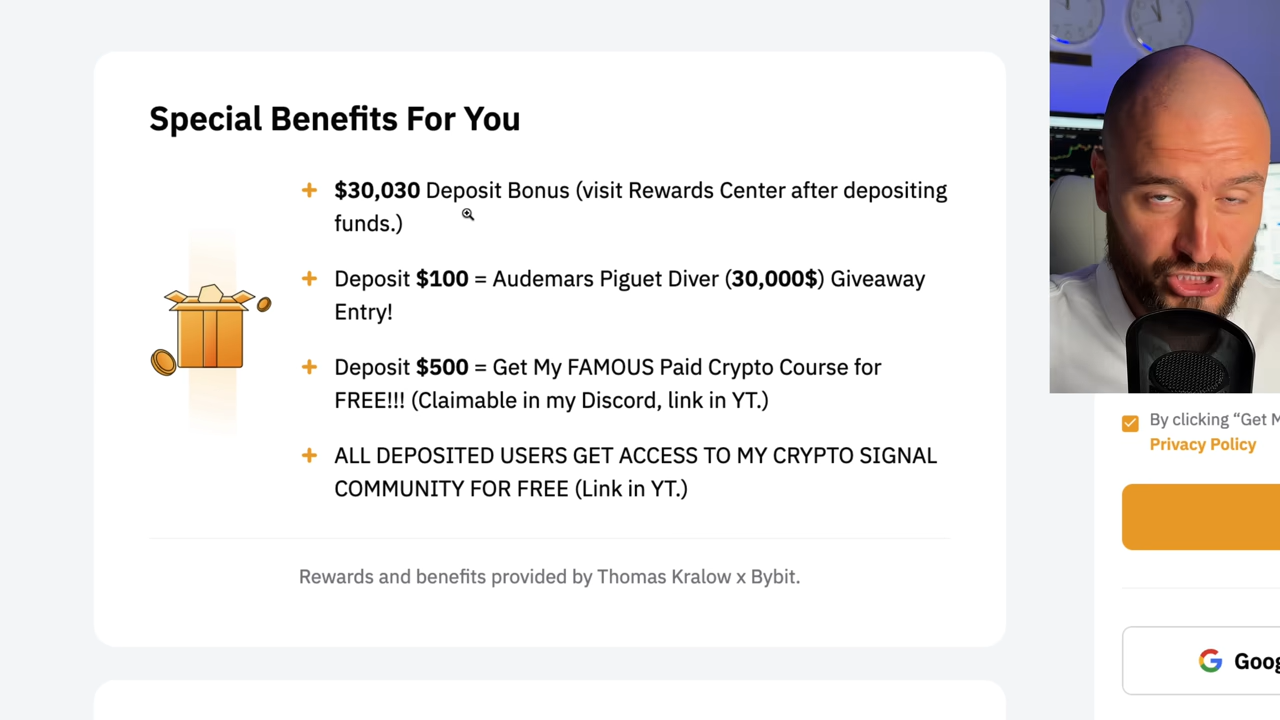 Special Benefits For You
$30,030 Deposit Bonus (visit Rewards Center after depositing
funds.)
Deposit $100 = Audemars Piguet Diver (30,000$) Giveaway
Entry!
Deposit $500 = Get My FAMOUS Paid Crypto Course for
FREE!!! (Claimable in my Discord, link in YT.)
ALL DEPOSITED USERS GET ACCESS TO MY CRYPTO SIGNAL
COMMUNITY FOR FREE (Link in YT.)
Rewards and benefits provided by Thomas Kralow x Bybit.
By clicking “Get M
Privacy Policy
Goog